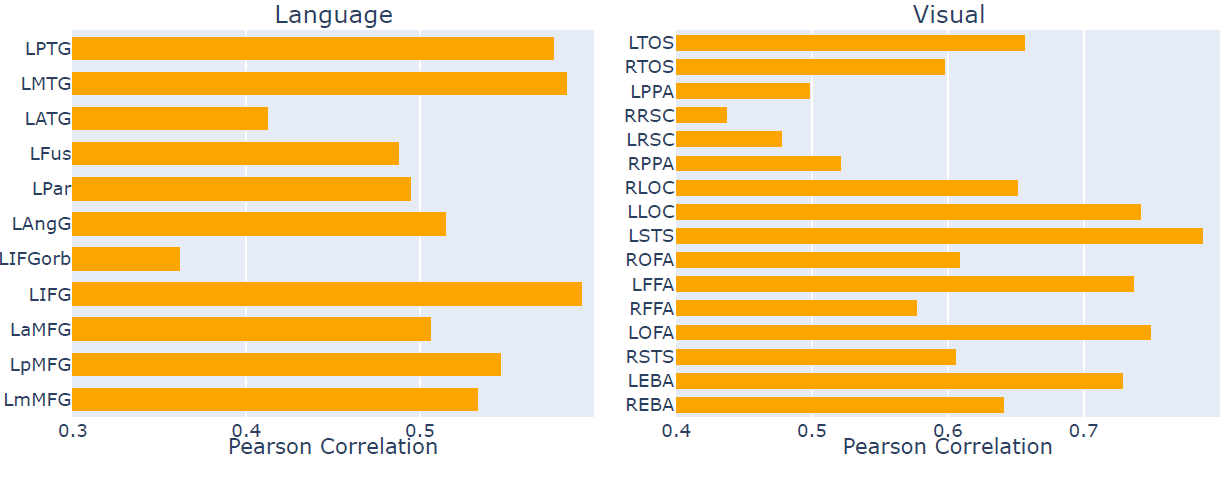 Language
LPTG
LMTG
LATG
LFus
LPar
LAngG
LIFGorb
LIFG
LaMFG
LpMFG
LmMFG
0.3 0.4 0.5
Pearson Correlation
Visual
LTOS
RTOS
LPPA
RRSC
LRSC
RPPA
RLOC
LLOC
LSTS
ROFA
LFFA
RFFA
LOFA
RSTS
LEBA
REBA
0.4 0.5 0.6 0.7
Pearson Correlation